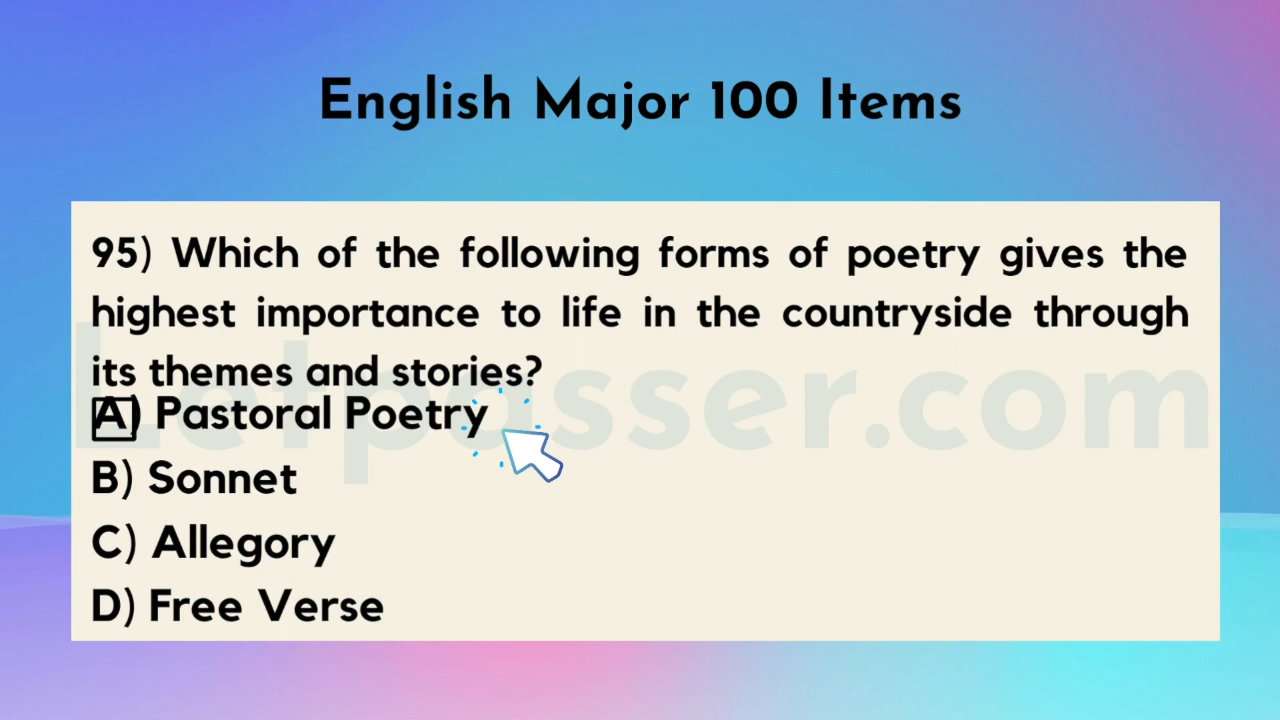 English Major 100 Items
95) Which of the following forms of poetry gives the
highest importance to life in the countryside through
its themes and stories?
A) Pastoral Poetry
B) Sonnet
C) Allegory
D) Free Verse
Letpasser.com